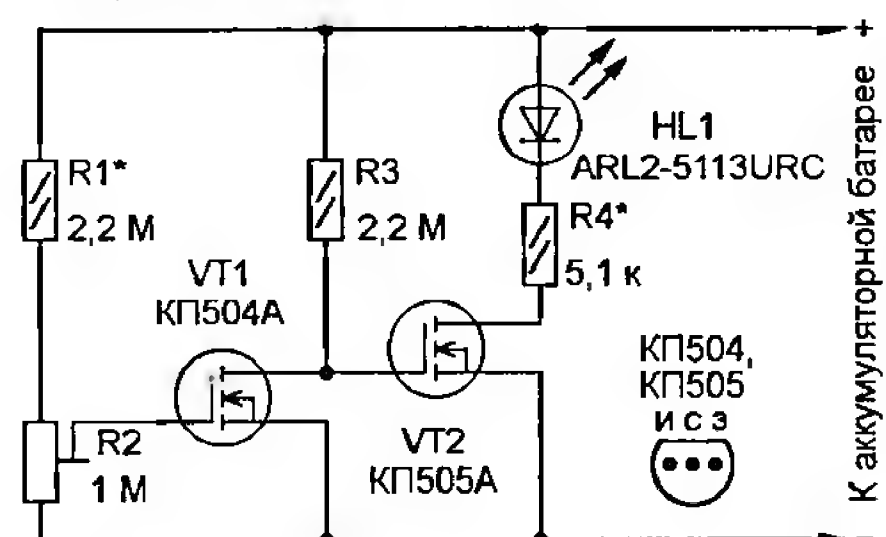 +
HL1
ARL2-5113URC
R1*
2,2 М
R3
2,2 М
R4*
5,1 к
VT1
КП504А
КП504,
КП505
И С З
R2
1 М
VT2
КП505А
К аккумуляторной батарее
–